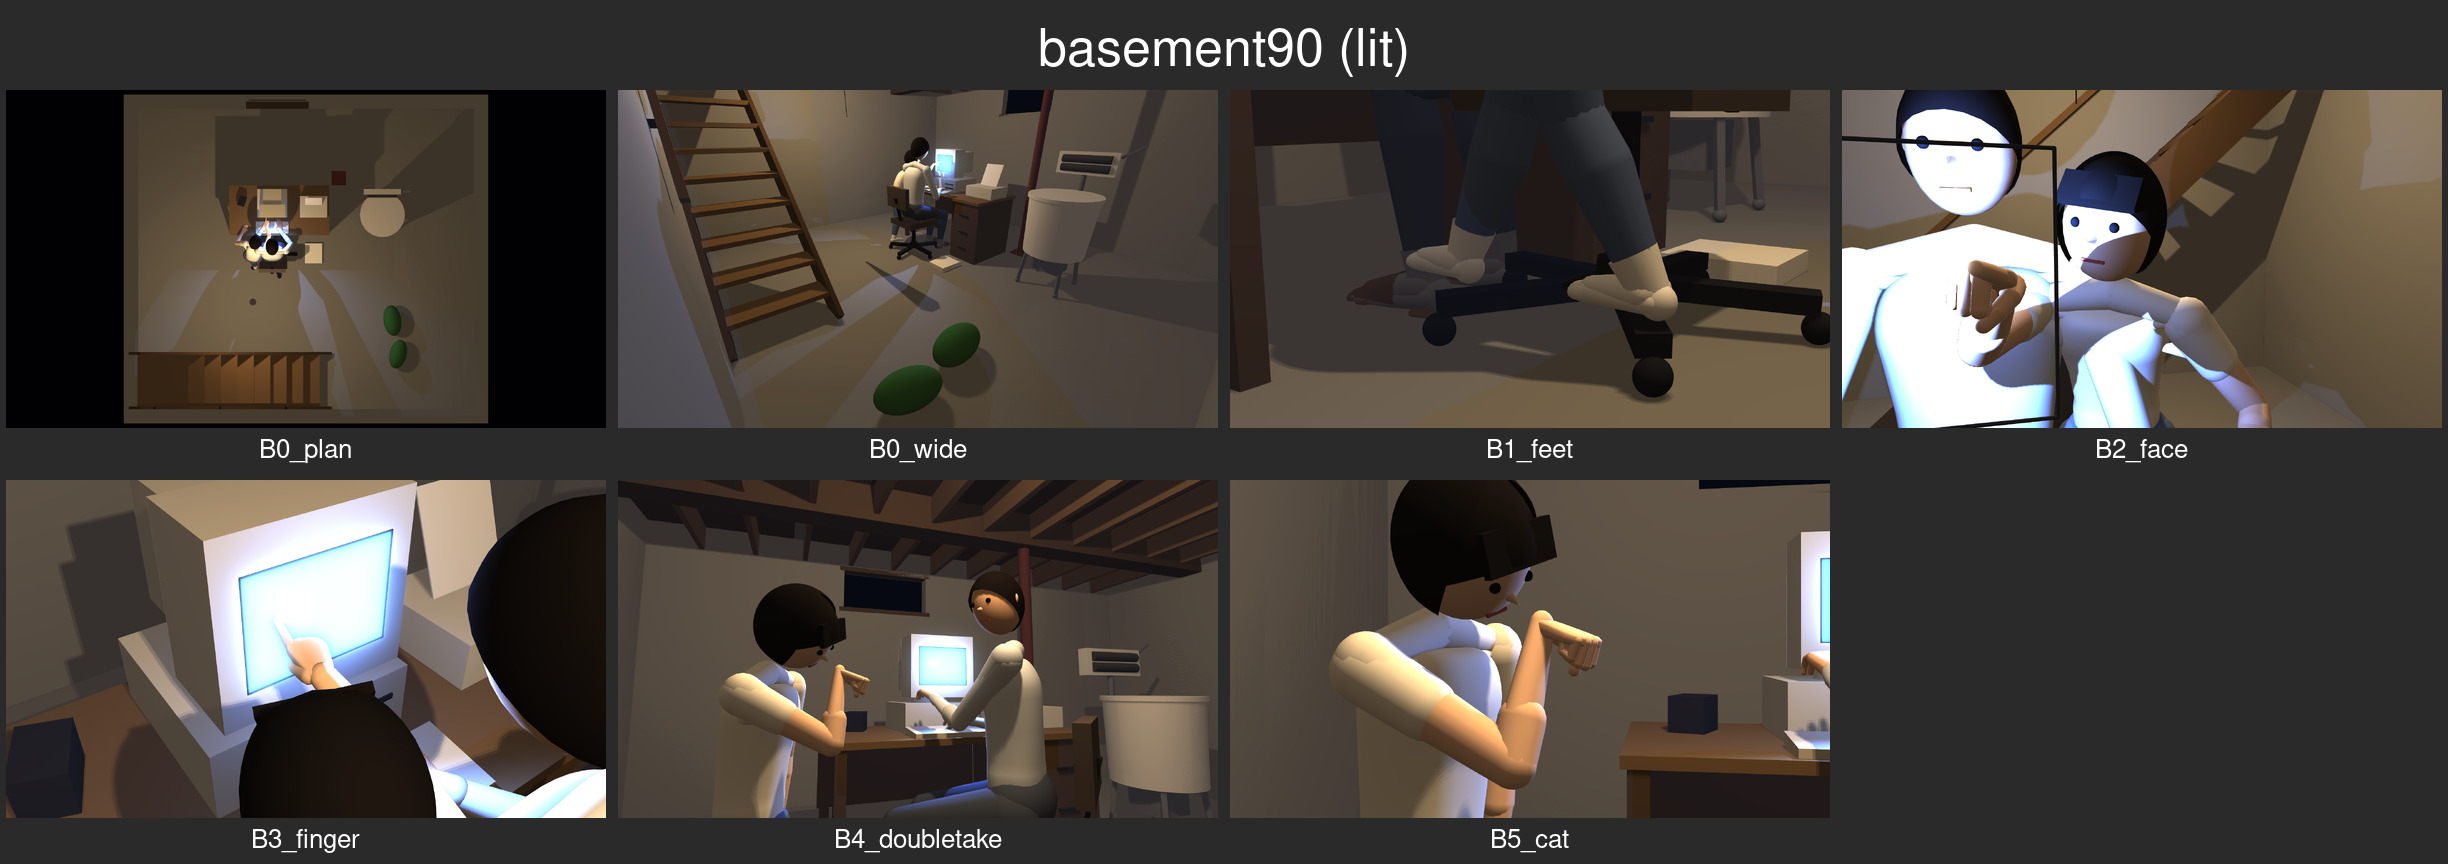 basement90 (lit)
B0_plan
B0_wide
B1_feet
B2_face
B3_finger
B4_doubletake
B5_cat